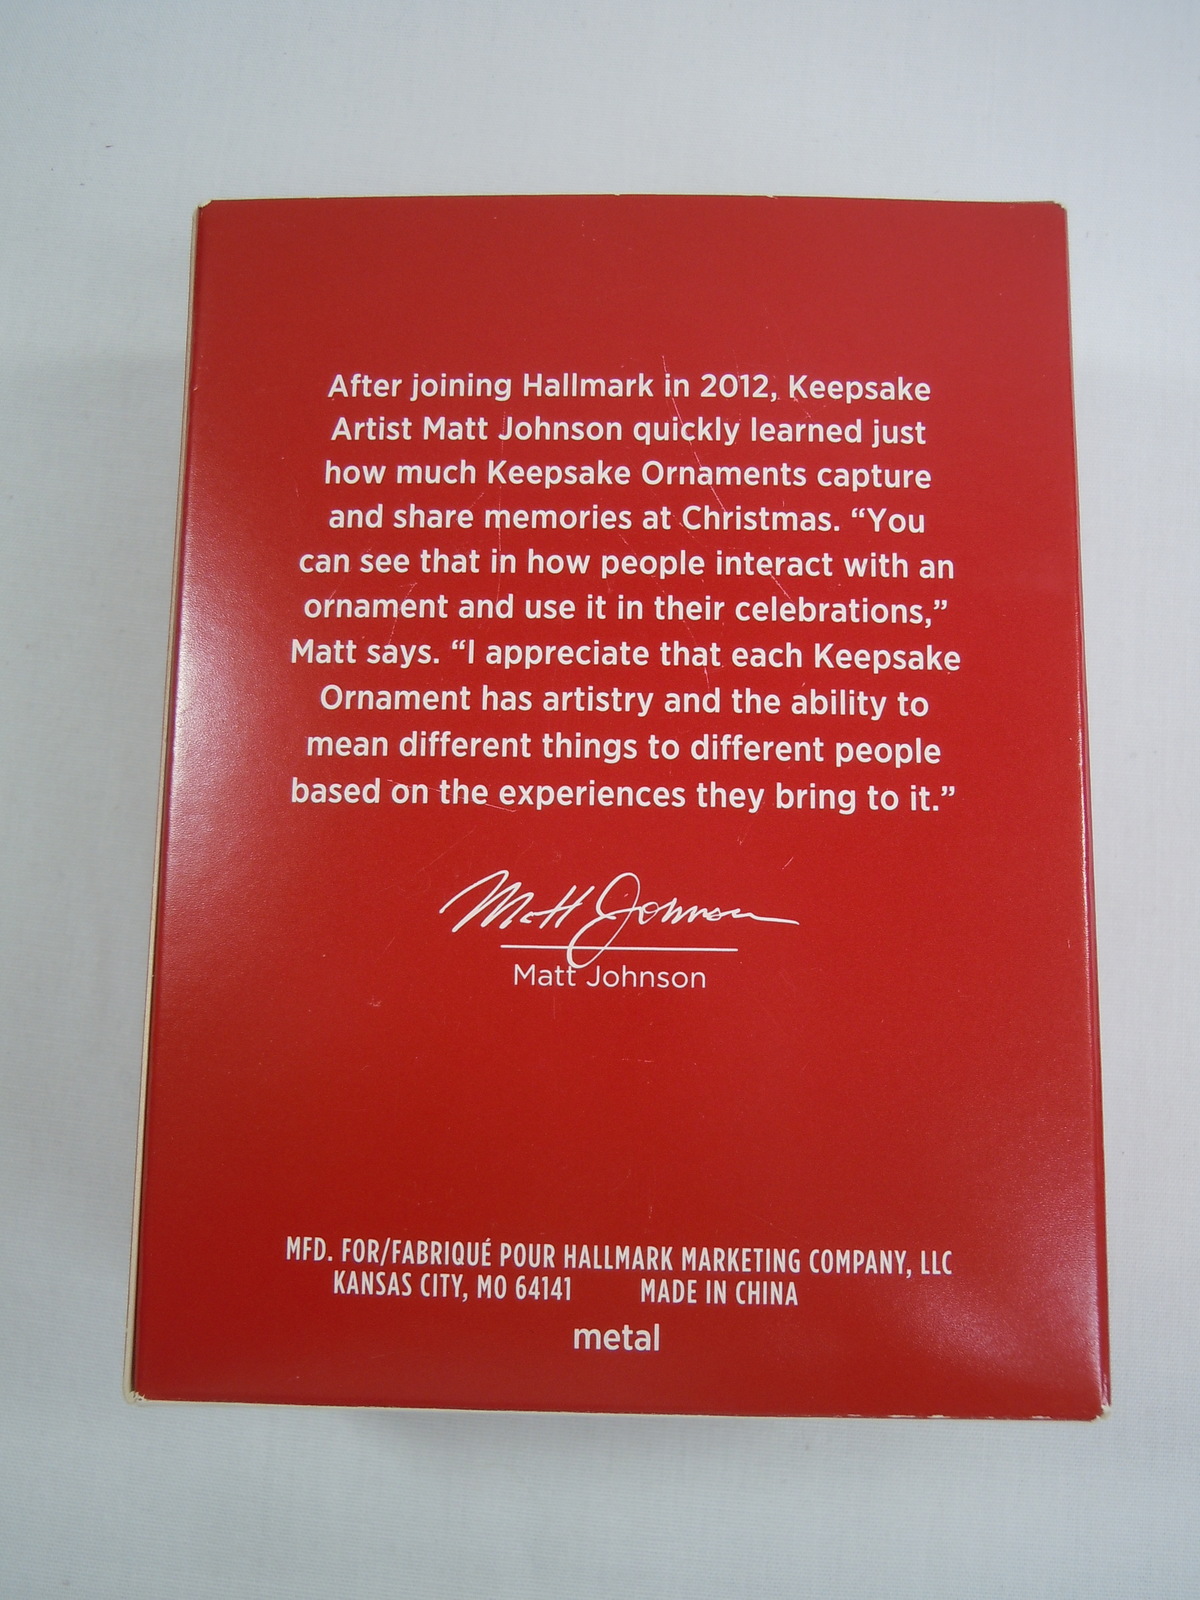 After joining Hallmark in 2012, Keepsake
Artist Matt Johnson quickly learned just
how much Keepsake Ornaments capture
and share memories at Christmas. “You
can see that in how people interact with an
ornament and use it in their celebrations,”
Matt says. “I appreciate that each Keepsake
Ornament has artistry and the ability to
mean different things to different people
based on the experiences they bring to it.”
Matt Johnson
Matt Johnson
MFD. FOR/FABRIQUÉ POUR HALLMARK MARKETING COMPANY, LLC
KANSAS CITY, MO 64141 MADE IN CHINA
metal